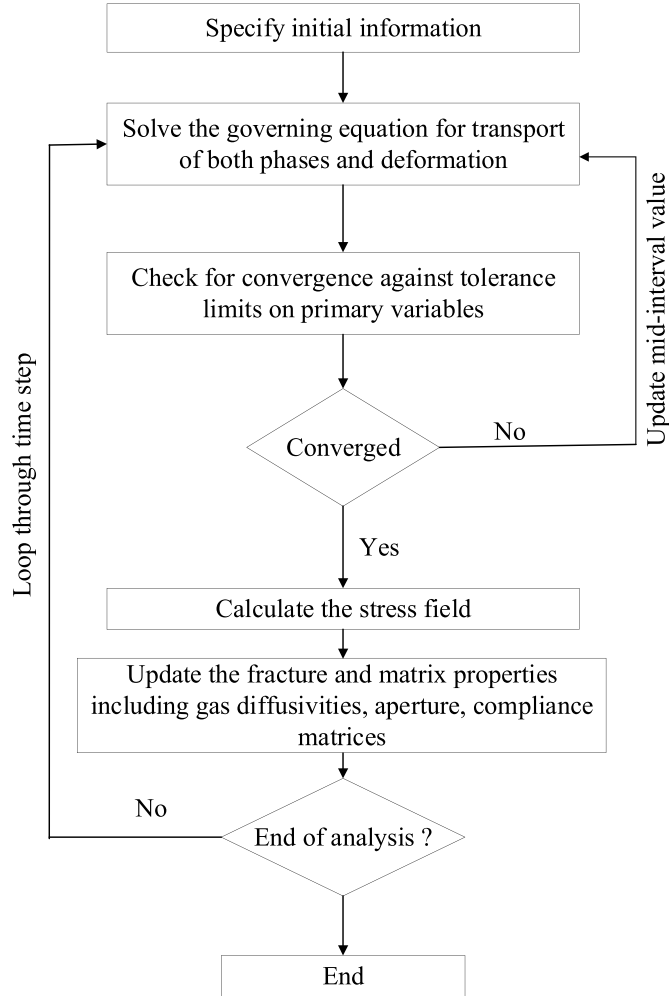 Specify initial information
Solve the governing equation for transport
of both phases and deformation
Update mid-interval value
Check for convergence against tolerance
limits on primary variables
Converged
No
Yes
Loop through time step
Calculate the stress field
Update the fracture and matrix properties
including gas diffusivities, aperture, compliance
matrices
No
End of analysis ?
End